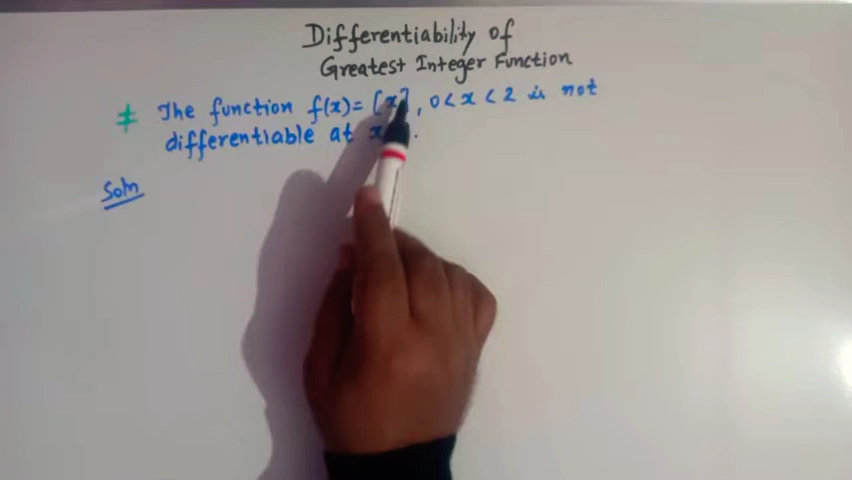 Differentiability of
Greatest Integer Function
# The function f(x) = [x], 0 < x < 2 is not
differentiable at x .
Soln